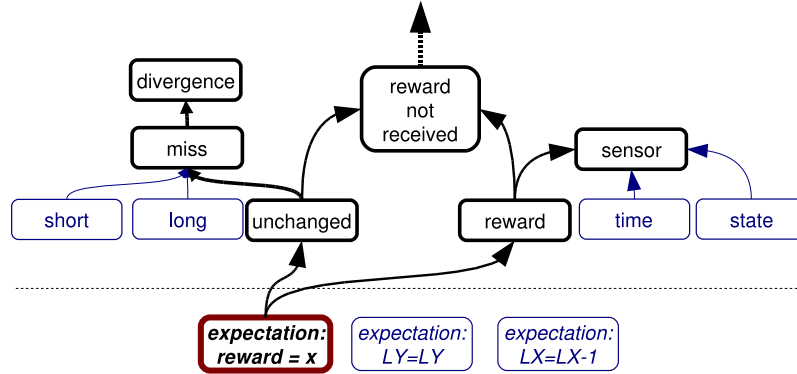 divergence
reward
not
received
miss
sensor
short
long
unchanged
reward
time
state
expectation:
reward = x
expectation:
LY=LY
expectation:
LX=LX-1